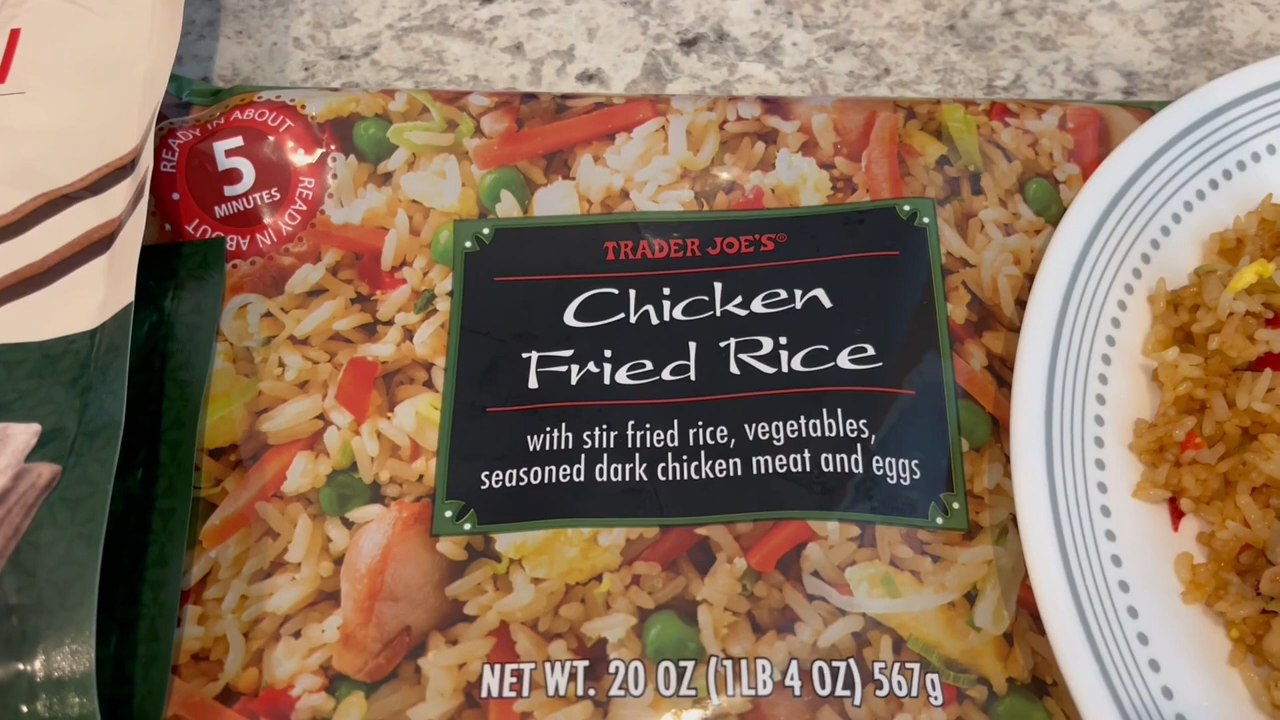 READY IN ABOUT
5
MINUTES
READY IN ABOUT
TRADER JOE'S®
Chicken
Fried Rice
with stir fried rice, vegetables,
seasoned dark chicken meat and eggs
NET WT. 20 OZ (1LB 4 OZ) 567g